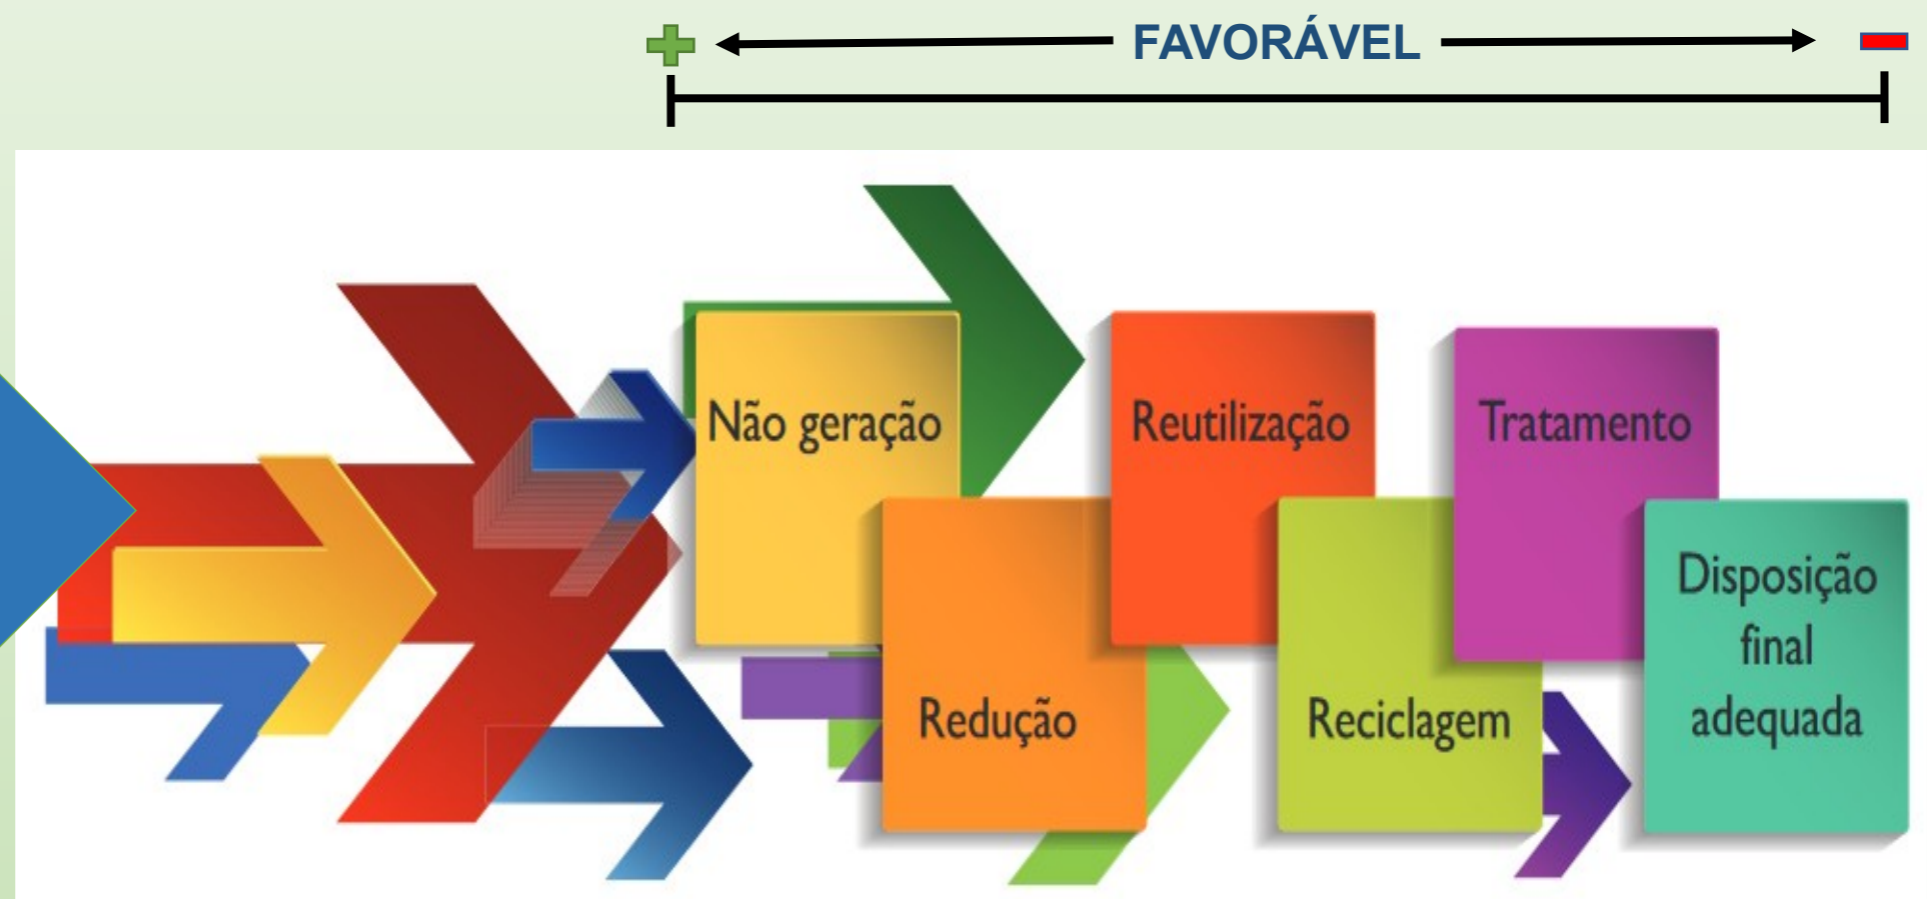 FAVORÁVEL
Não geração
Redução
Reutilização
Reciclagem
Tratamento
Disposição
final
adequada